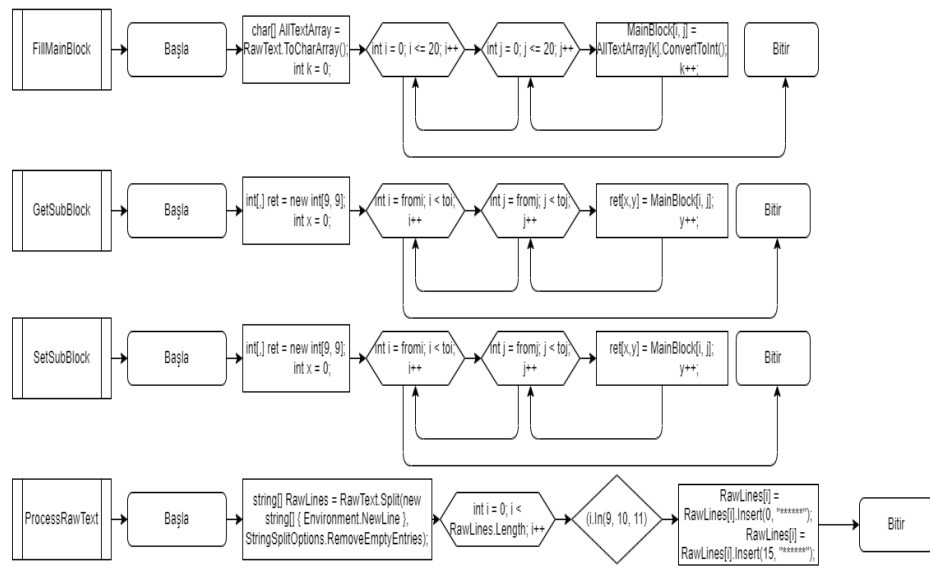 FillMainBlock
Başla
char[] AllTextArray =
RawText.ToCharArray();
int k = 0;
int i = 0; i <= 20; i++
int j = 0; j <= 20; j++
MainBlock[i, j] =
AllTextArray[k].ConvertToInt();
k++;
Bitir
GetSubBlock
Başla
int[,] ret = new int[9, 9];
int x = 0;
int i = fromi; i < toi;
i++
int j = fromj; j < toj;
j++
ret[x,y] = MainBlock[i, j];
y++;
Bitir
SetSubBlock
Başla
int[,] ret = new int[9, 9];
int x = 0;
int i = fromi; i < toi;
i++
int j = fromj; j < toj;
j++
ret[x,y] = MainBlock[i, j];
y++;
Bitir
ProcessRawText
Başla
string[] RawLines = RawText.Split(new
string[] { Environment.NewLine },
StringSplitOptions.RemoveEmptyEntries);
int i = 0; i <
RawLines.Length; i++
(i.In(9, 10, 11)
RawLines[i] =
RawLines[i].Insert(0, "******");
RawLines[i] =
RawLines[i].Insert(15, "******");
Bitir